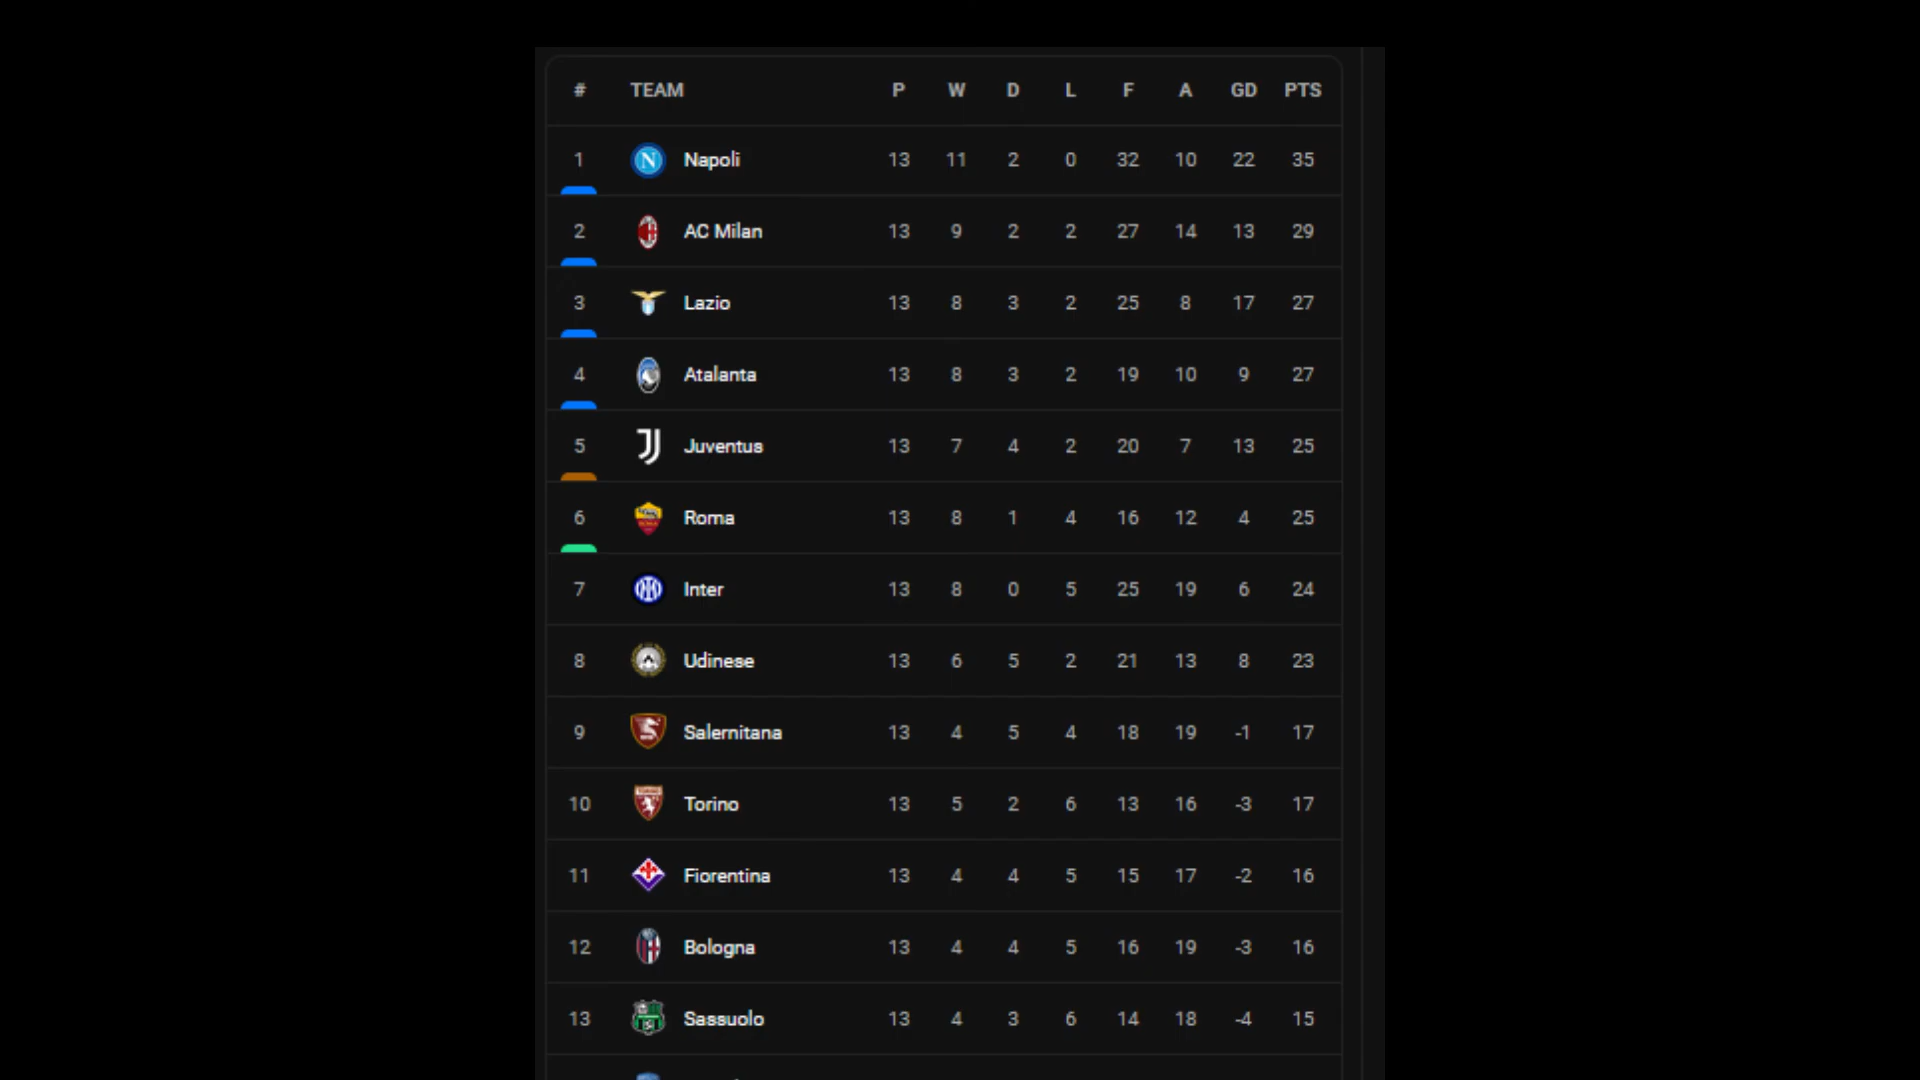 # TEAM P W D L F A GD PTS
1 Napoli 13 11 2 0 32 10 22 35
2 AC Milan 13 9 2 2 27 14 13 29
3 Lazio 13 8 3 2 25 8 17 27
4 Atalanta 13 8 3 2 19 10 9 27
5 Juventus 13 7 4 2 20 7 13 25
6 Roma 13 8 1 4 16 12 4 25
7 Inter 13 8 0 5 25 19 6 24
8 Udinese 13 6 5 2 21 13 8 23
9 Salernitana 13 4 5 4 18 19 -1 17
10 Torino 13 5 2 6 13 16 -3 17
11 Fiorentina 13 4 4 5 15 17 -2 16
12 Bologna 13 4 4 5 16 19 -3 16
13 Sassuolo 13 4 3 6 14 18 -4 15